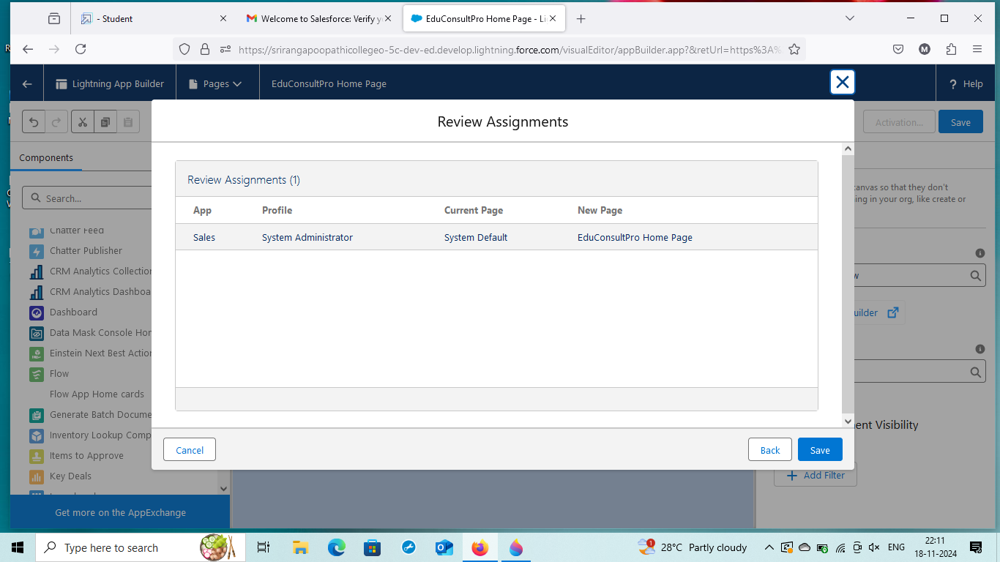 - Student
Welcome to Salesforce: Verify y
EduConsultPro Home Page - Li
https://srirangapoopathicollegeo-5c-dev-ed.develop.lightning.force.com/visualEditor/appBuilder.app?&retUrl=https%3A%
M
Lightning App Builder
Pages
EduConsultPro Home Page
? Help
Review Assignments
Activation...
Save
Components
Search...
Review Assignments (1)
App Profile Current Page New Page
Sales System Administrator System Default EduConsultPro Home Page
canvas so that they don't
ing in your org, like create or
w
uilder
ent Visibility
Add Filter
Chatter Feed
Chatter Publisher
CRM Analytics Collection
CRM Analytics Dashboa
Dashboard
Data Mask Console Hom
Einstein Next Best Action
Flow
Flow App Home cards
Generate Batch Docume
Inventory Lookup Comp
Items to Approve
Key Deals
Get more on the AppExchange
Cancel
Back
Save
Type here to search
1
28°C Partly cloudy
ENG
22:11
18-11-2024